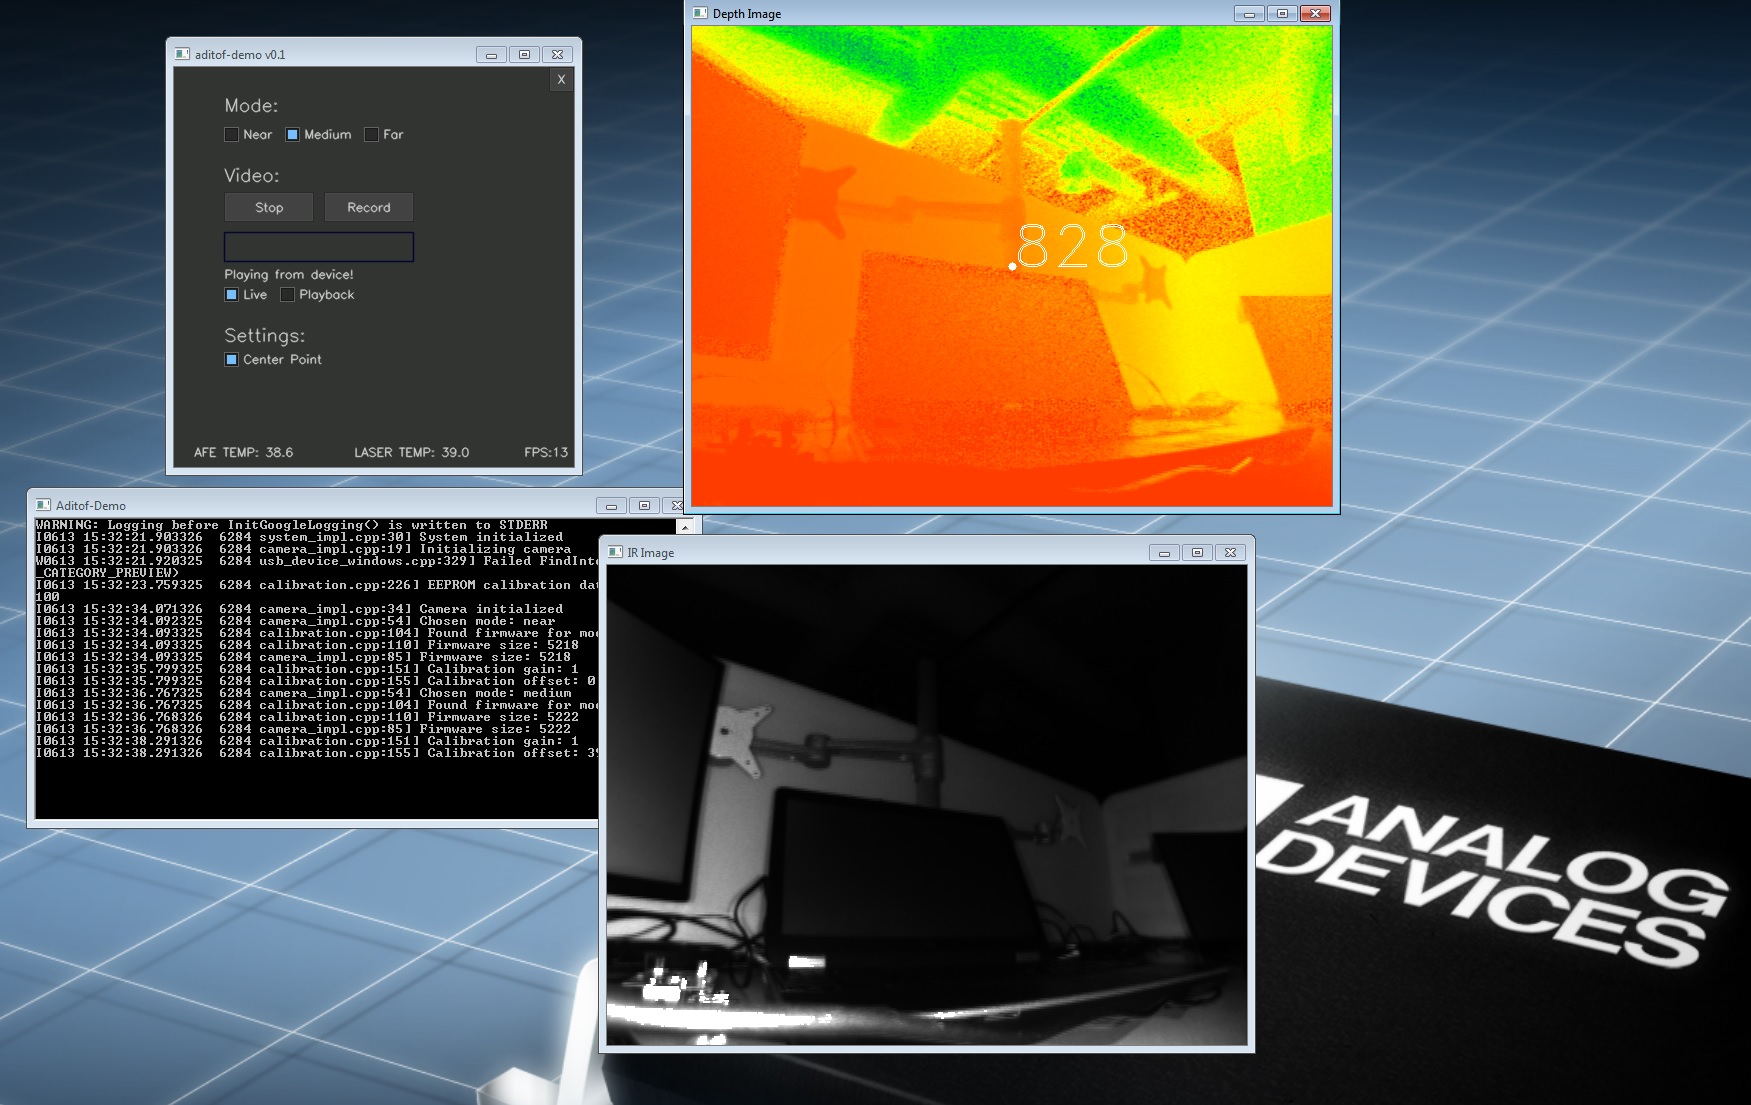 aditof-demo v0.1
X
Mode:
Near Medium Far
Video:
Stop Record
Playing from device!
Live Playback
Settings:
Center Point
AFE TEMP: 38.6 LASER TEMP: 39.0 FPS:13
Depth Image
828
Aditof-Demo
WARNING: Logging before InitGoogleLogging() is written to STDERR
I0613 15:32:21.903326 6284 system_impl.cpp:30] System initialized
I0613 15:32:21.903326 6284 camera_impl.cpp:19] Initializing camera
W0613 15:32:21.920325 6284 usb_device_windows.cpp:329] Failed FindInte
_CATEGORY_PREVIEW)
I0613 15:32:23.759325 6284 calibration.cpp:226] EEPROM calibration dat
100
I0613 15:32:34.071326 6284 camera_impl.cpp:34] Camera initialized
I0613 15:32:34.092325 6284 camera_impl.cpp:54] Chosen mode: near
I0613 15:32:34.093325 6284 calibration.cpp:104] Found firmware for mod
I0613 15:32:34.093325 6284 calibration.cpp:110] Firmware size: 5218
I0613 15:32:34.093325 6284 camera_impl.cpp:85] Firmware size: 5218
I0613 15:32:35.799325 6284 calibration.cpp:151] Calibration gain: 1
I0613 15:32:35.799325 6284 calibration.cpp:155] Calibration offset: 0
I0613 15:32:36.767325 6284 camera_impl.cpp:54] Chosen mode: medium
I0613 15:32:36.767325 6284 calibration.cpp:104] Found firmware for mod
I0613 15:32:36.768326 6284 calibration.cpp:110] Firmware size: 5222
I0613 15:32:36.768326 6284 camera_impl.cpp:85] Firmware size: 5222
I0613 15:32:38.291326 6284 calibration.cpp:151] Calibration gain: 1
I0613 15:32:38.291326 6284 calibration.cpp:155] Calibration offset: 39
IR Image
ANALOG
DEVICES